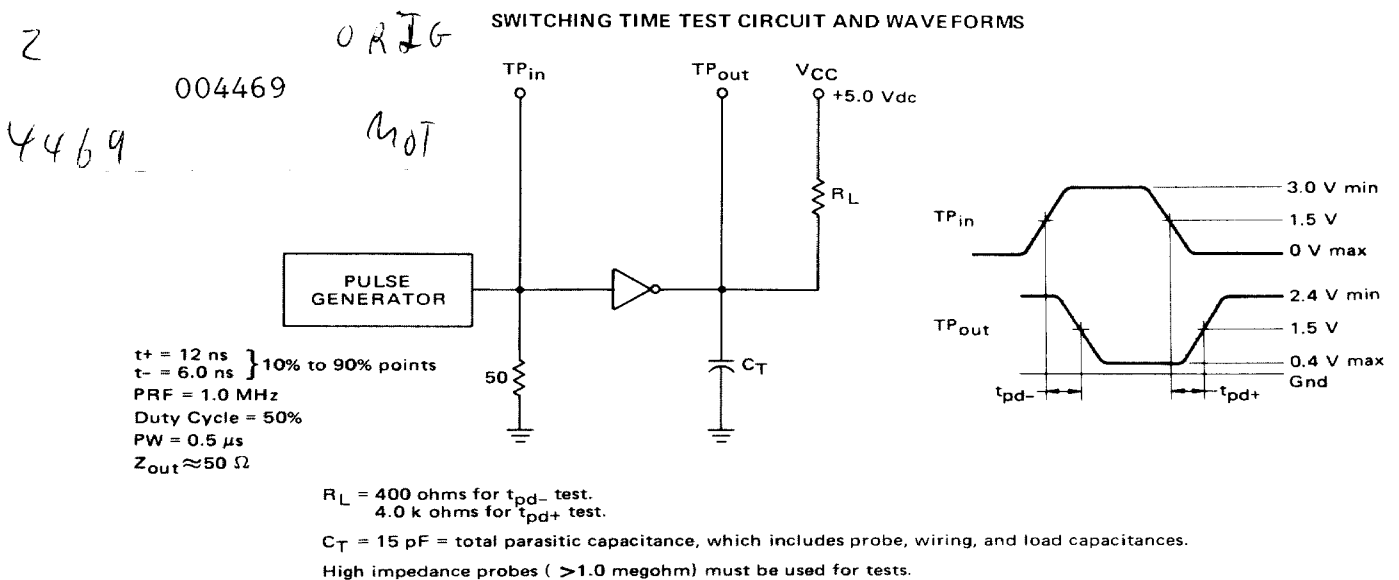 SWITCHING TIME TEST CIRCUIT AND WAVEFORMS
2
ORIG
004469
4469
MOT
TPin
TPout
VCC
+5.0 Vdc
RL
PULSE
GENERATOR
50
CT
t+ = 12 ns
t– = 6.0 ns } 10% to 90% points
PRF = 1.0 MHz
Duty Cycle = 50%
PW = 0.5 μs
Zout ≈ 50 Ω
TPin
3.0 V min
1.5 V
0 V max
TPout
2.4 V min
1.5 V
0.4 V max
Gnd
tpd–
tpd+
RL = 400 ohms for tpd– test.
4.0 k ohms for tpd+ test.
CT = 15 pF = total parasitic capacitance, which includes probe, wiring, and load capacitances.
High impedance probes ( >1.0 megohm) must be used for tests.